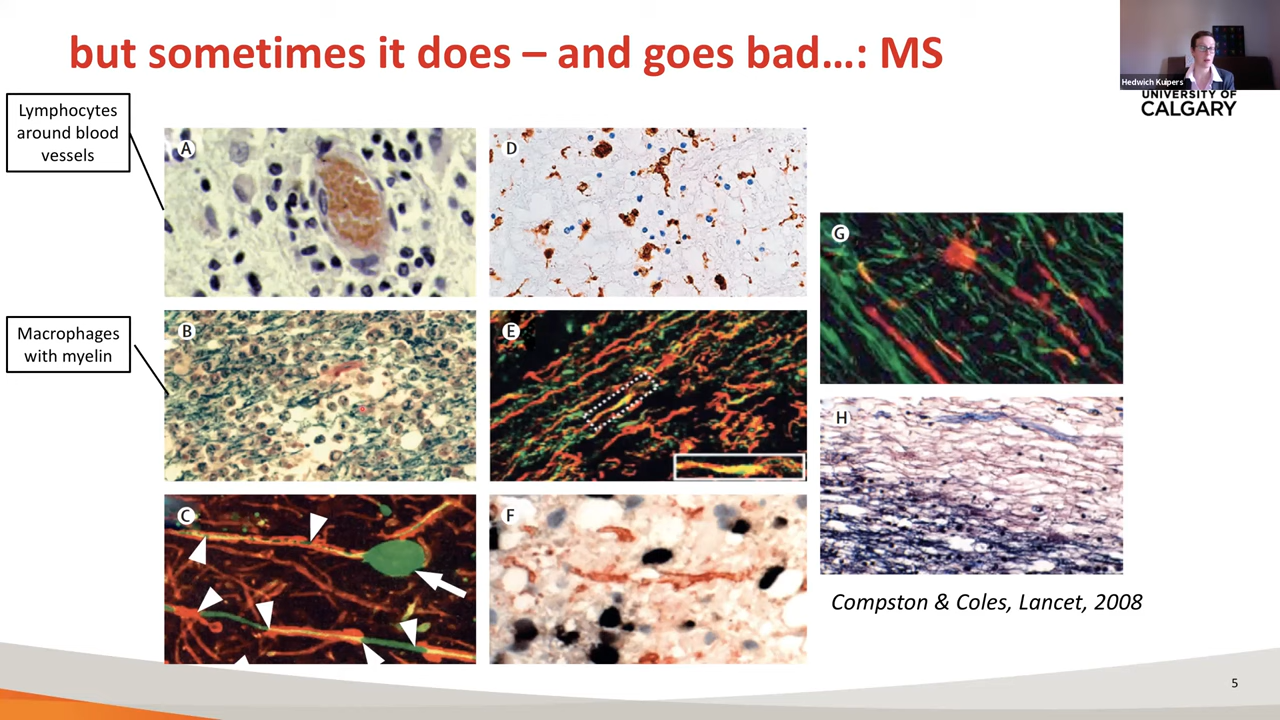 but sometimes it does – and goes bad…: MS
Hedwich Kuipers
UNIVERSITY OF
CALGARY
Lymphocytes
around blood
vessels
A
D
G
Macrophages
with myelin
B
E
H
C
F
Compston & Coles, Lancet, 2008
5